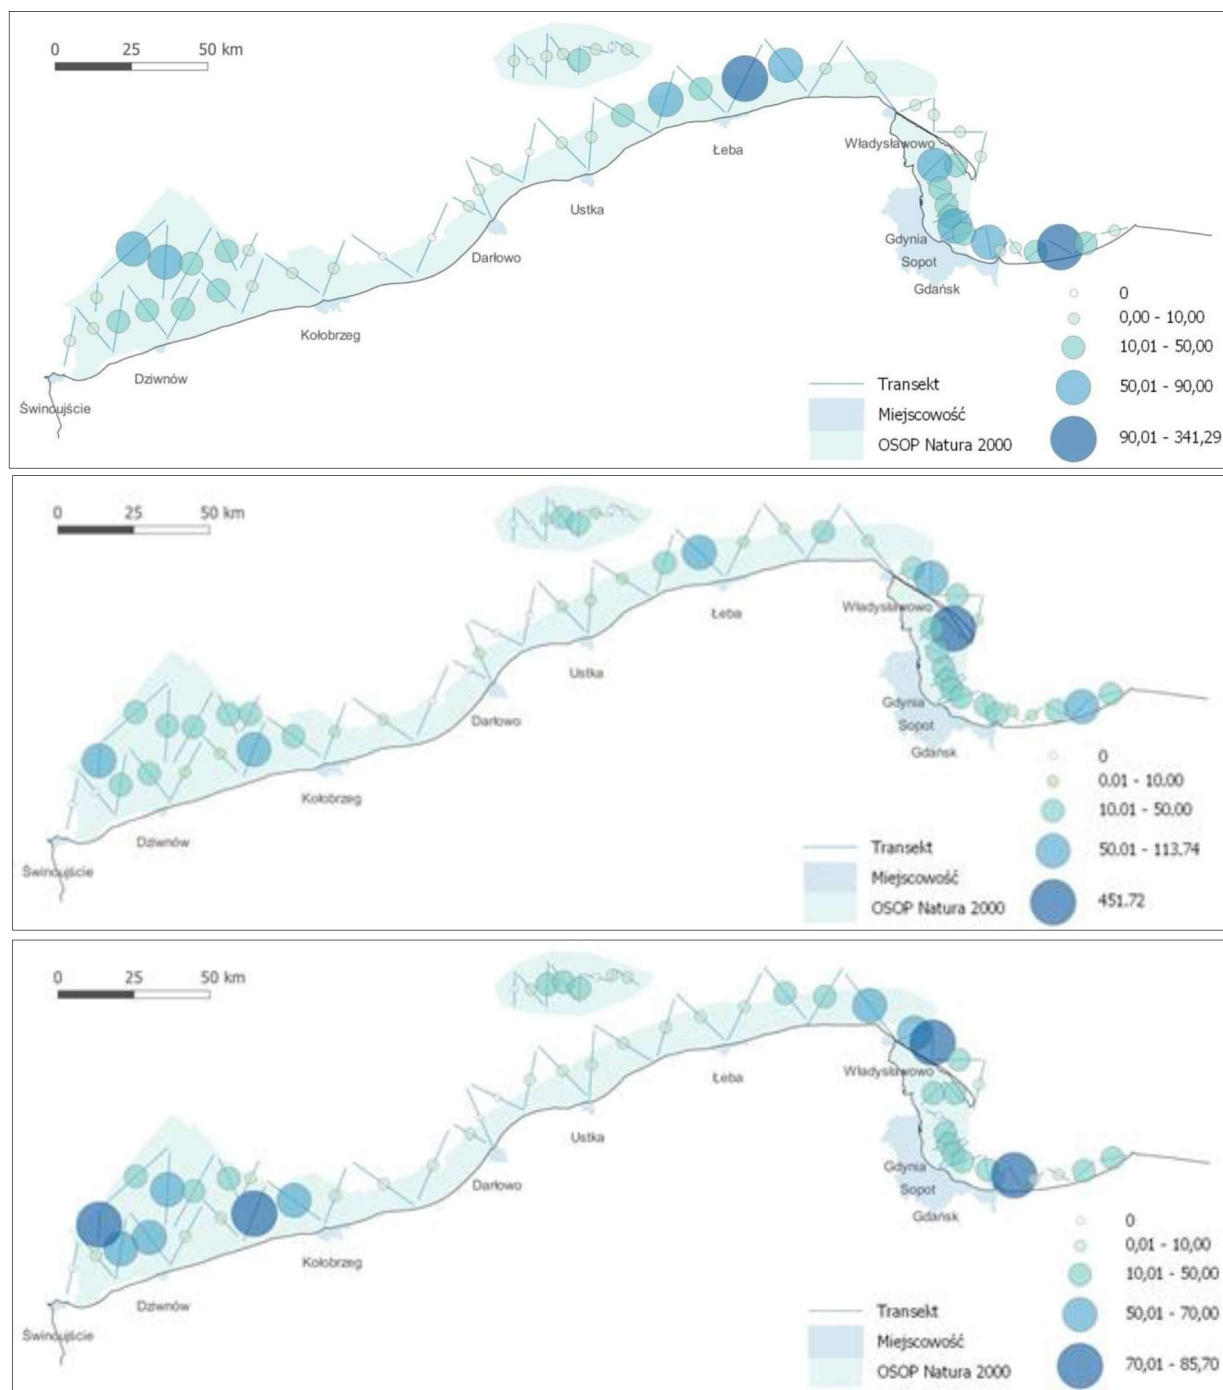 0 25 50 km
Łeba
Władysławowo
Ustka
Darłowo
Gdynia
Sopot
Gdańsk
Kołobrzeg
Dziwnów
Świnoujście
0
0,00 - 10,00
10,01 - 50,00
50,01 - 90,00
90,01 - 341,29
Transekt
Miejscowość
OSOP Natura 2000
0 25 50 km
Łeba
Władysławowo
Ustka
Darłowo
Gdynia
Sopot
Gdańsk
Kołobrzeg
Dziwnów
Świnoujście
0
0.01 - 10.00
10.01 - 50.00
50.01 - 113.74
451.72
Transekt
Miejscowość
OSOP Natura 2000
0 25 50 km
Łeba
Władysławowo
Ustka
Darłowo
Gdynia
Sopot
Gdańsk
Kołobrzeg
Dziwnów
Świnoujście
0
0,01 - 10,00
10,01 - 50,00
50,01 - 70,00
70,01 - 85,70
Transekt
Miejscowość
OSOP Natura 2000